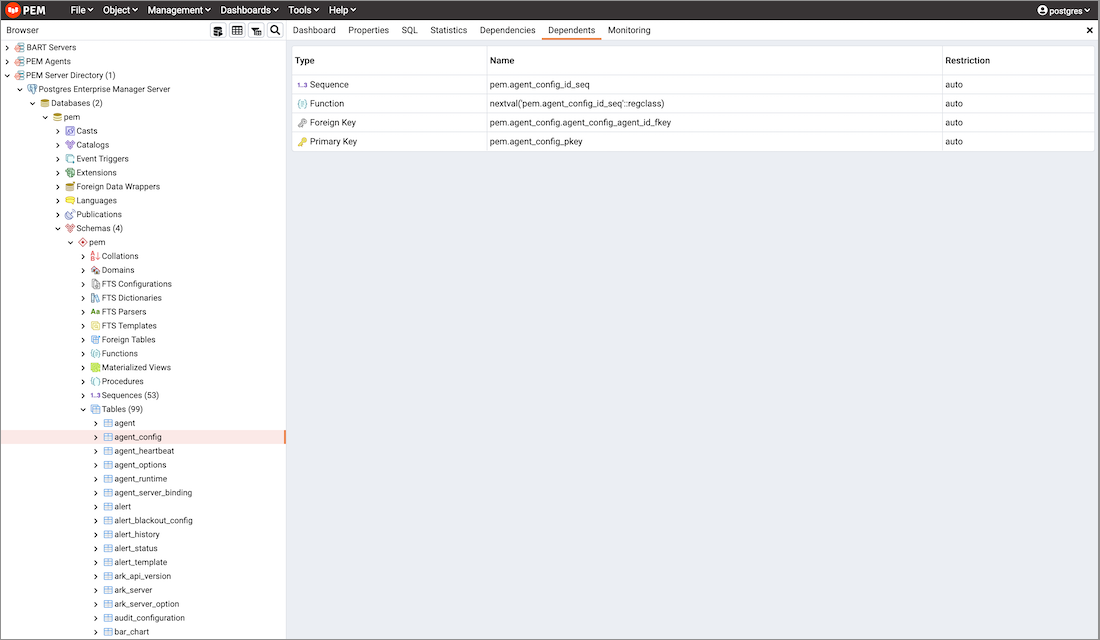 PEM File Object Management Dashboards Tools Help postgres
Browser
Dashboard Properties SQL Statistics Dependencies Dependents Monitoring
BART Servers
PEM Agents
PEM Server Directory (1)
Postgres Enterprise Manager Server
Databases (2)
pem
Casts
Catalogs
Event Triggers
Extensions
Foreign Data Wrappers
Languages
Publications
Schemas (4)
pem
Collations
Domains
FTS Configurations
FTS Dictionaries
Aa FTS Parsers
FTS Templates
Foreign Tables
Functions
Materialized Views
Procedures
1..3 Sequences (53)
Tables (99)
agent
agent_config
agent_heartbeat
agent_options
agent_runtime
agent_server_binding
alert
alert_blackout_config
alert_history
alert_status
alert_template
ark_api_version
ark_server
ark_server_option
audit_configuration
bar_chart
Type Name Restriction
1..3 Sequence pem.agent_config_id_seq auto
Function nextval('pem.agent_config_id_seq'::regclass) auto
Foreign Key pem.agent_config.agent_config_agent_id_fkey auto
Primary Key pem.agent_config_pkey auto